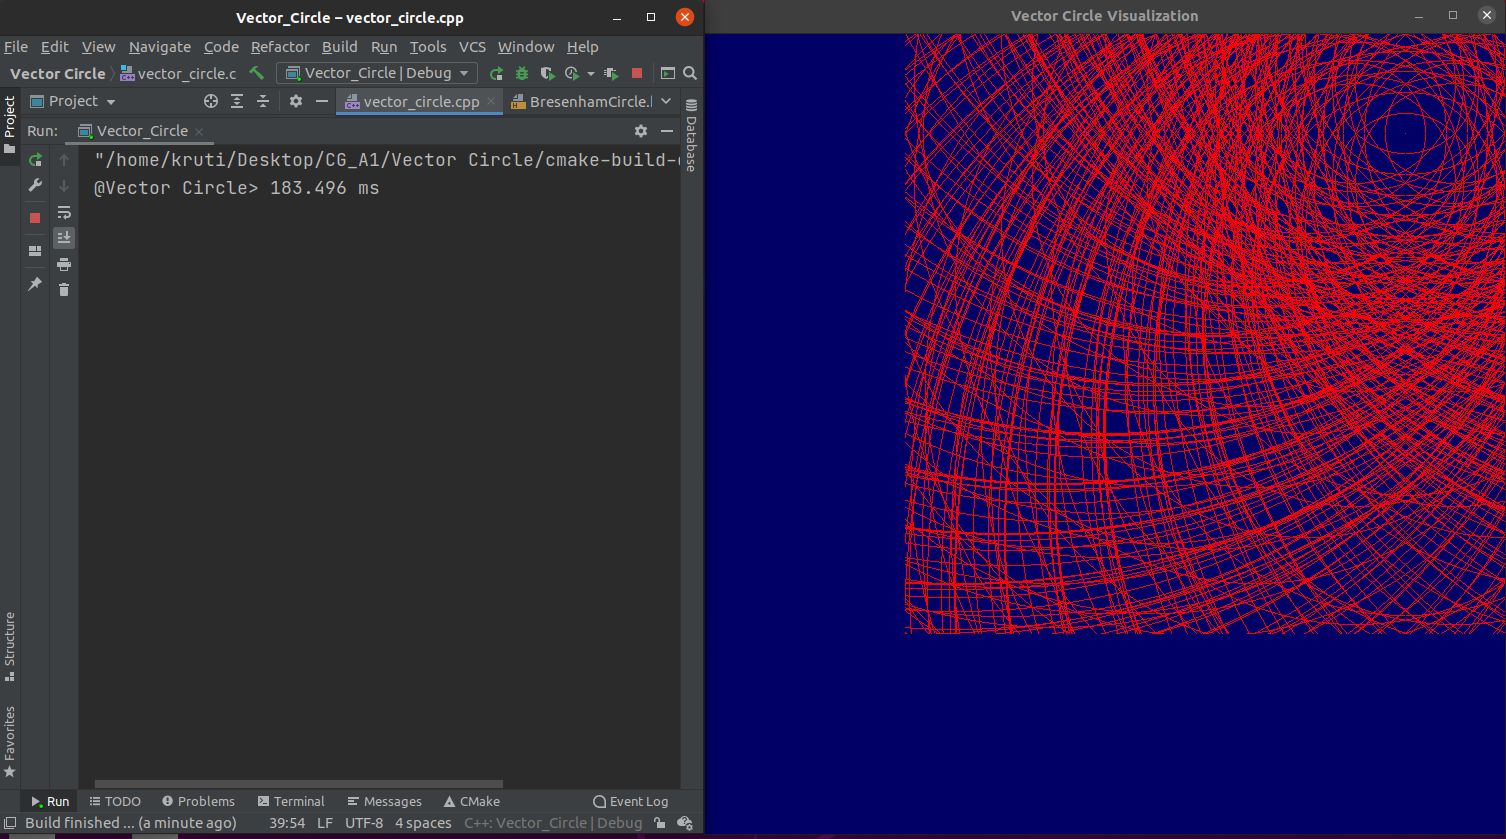 Vector_Circle – vector_circle.cpp
Vector Circle Visualization
File Edit View Navigate Code Refactor Build Run Tools VCS Window Help
Vector Circle vector_circle.c Vector_Circle | Debug
Project vector_circle.cpp BresenhamCircle.
Project
Database
Run: Vector_Circle
"/home/kruti/Desktop/CG_A1/Vector Circle/cmake-build-
@Vector Circle> 183.496 ms
Structure
Favorites
Run TODO Problems Terminal Messages CMake Event Log
Build finished ... (a minute ago) 39:54 LF UTF-8 4 spaces C++: Vector_Circle | Debug